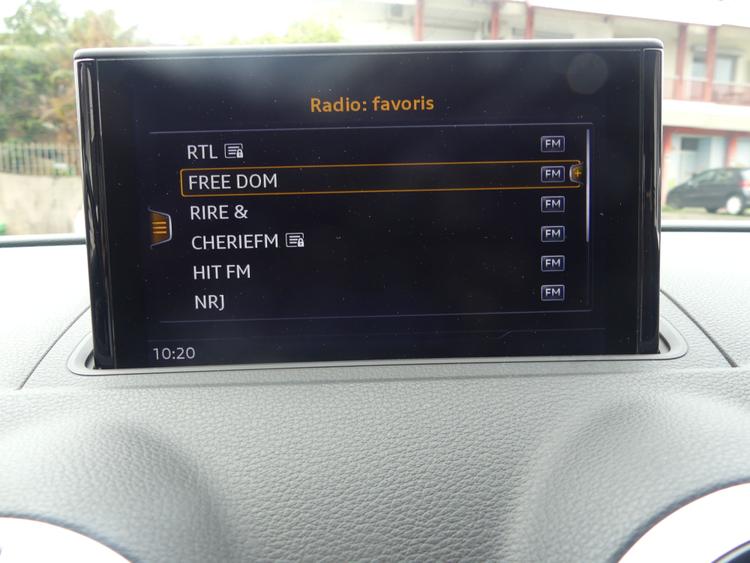 Radio: favoris
RTL FM
FREE DOM FM +
RIRE & FM
CHERIEFM FM
HIT FM FM
NRJ FM
10:20